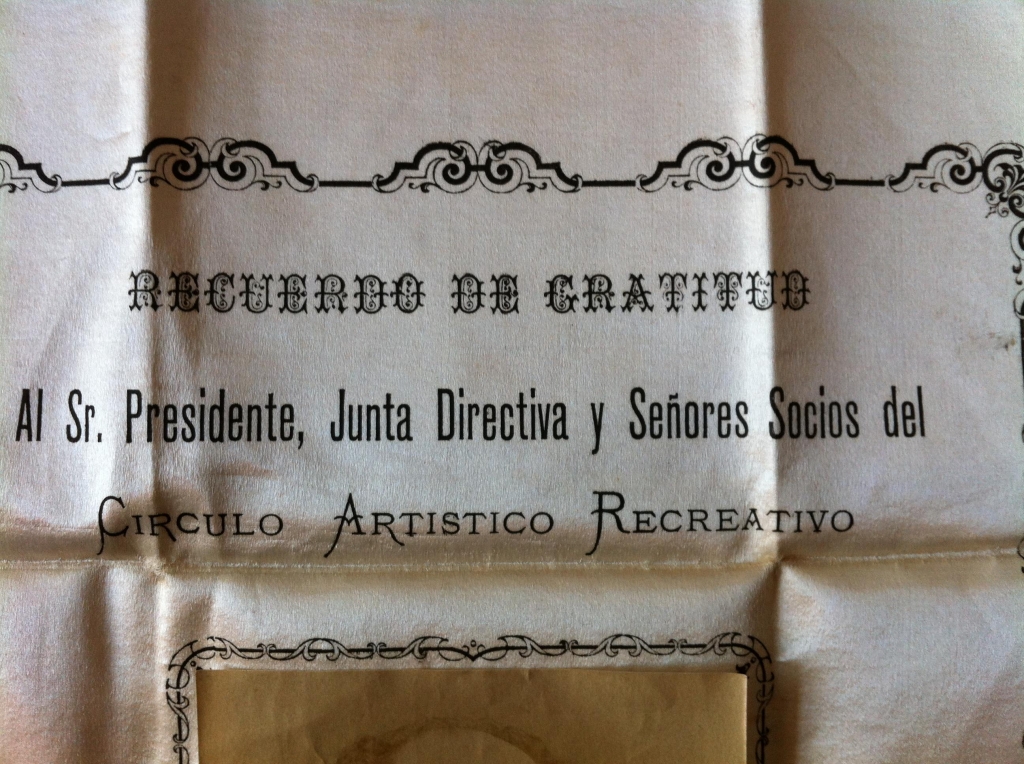 RECUERDO DE GRATITUD
Al Sr. Presidente, Junta Directiva y Señores Socios del
CIRCULO ARTISTICO RECREATIVO